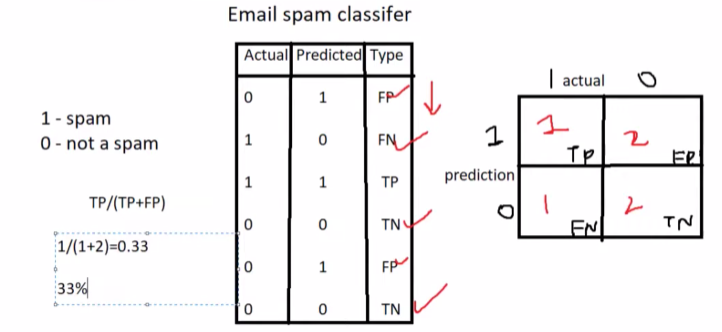 Email spam classifer
Actual Predicted Type
0 1 FP
1 0 FN
1 1 TP
0 0 TN
0 1 FP
0 0 TN
1 - spam
0 - not a spam
TP/(TP+FP)
1/(1+2)=0.33
33%
1 actual 0
1 1 TP 2 FP
prediction
0 1 FN 2 TN